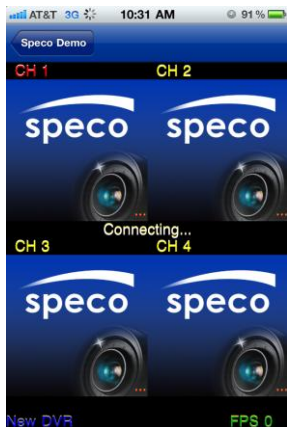 AT&T 3G 10:31 AM 91%
Speco Demo
CH 1 CH 2
speco speco
Connecting...
CH 3 CH 4
speco speco
New DVR FPS 0